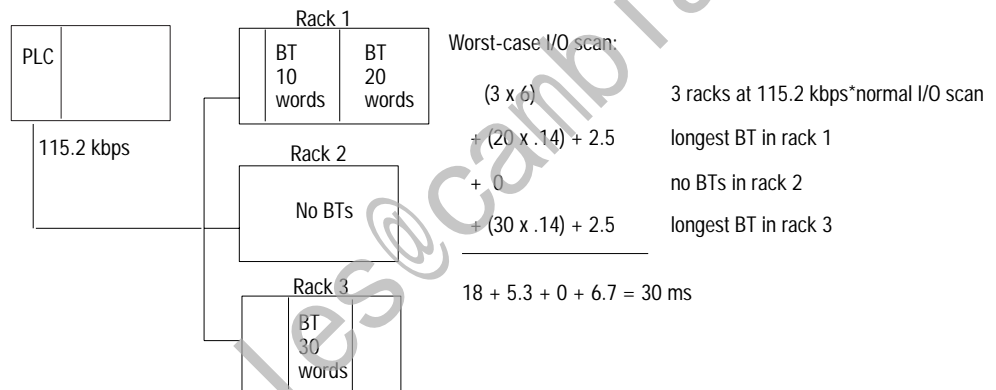 PLC
115.2 kbps
Rack 1
BT
10
words
BT
20
words
Rack 2
No BTs
Rack 3
BT
30
words
Worst-case I/O scan:
(3 x 6) 3 racks at 115.2 kbps*normal I/O scan
+ (20 x .14) + 2.5 longest BT in rack 1
+ 0 no BTs in rack 2
+ (30 x .14) + 2.5 longest BT in rack 3
18 + 5.3 + 0 + 6.7 = 30 ms